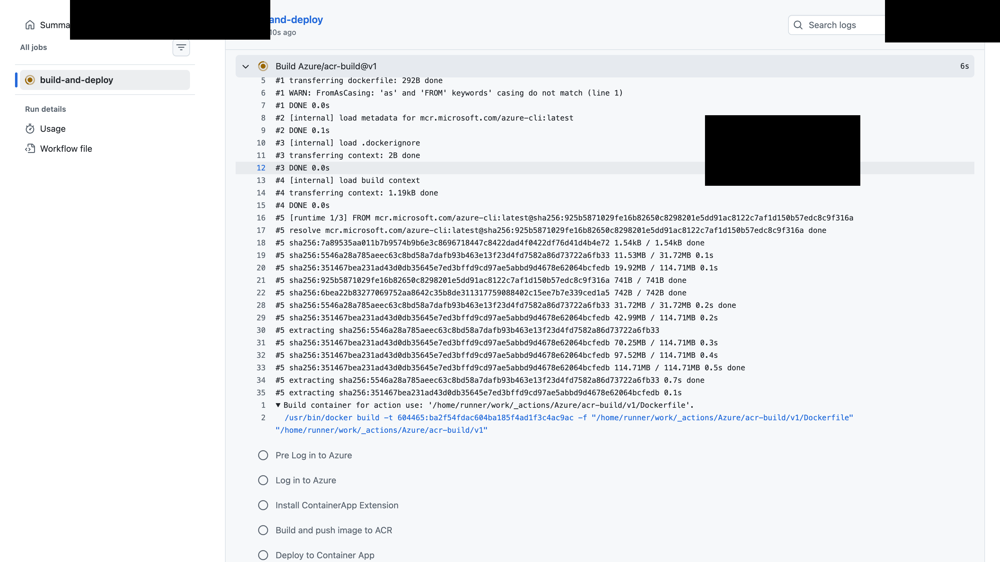 Summa
and-deploy
10s ago
Search logs
All jobs
build-and-deploy
Run details
Usage
Workflow file
Build Azure/acr-build@v1 6s
5 #1 transferring dockerfile: 292B done
6 #1 WARN: FromAsCasing: 'as' and 'FROM' keywords' casing do not match (line 1)
7 #1 DONE 0.0s
8 #2 [internal] load metadata for mcr.microsoft.com/azure-cli:latest
9 #2 DONE 0.1s
10 #3 [internal] load .dockerignore
11 #3 transferring context: 2B done
12 #3 DONE 0.0s
13 #4 [internal] load build context
14 #4 transferring context: 1.19kB done
15 #4 DONE 0.0s
16 #5 [runtime 1/3] FROM mcr.microsoft.com/azure-cli:latest@sha256:925b5871029fe16b82650c8298201e5dd91ac8122c7af1d150b57edc8c9f316a
17 #5 resolve mcr.microsoft.com/azure-cli:latest@sha256:925b5871029fe16b82650c8298201e5dd91ac8122c7af1d150b57edc8c9f316a done
18 #5 sha256:7a89535aa011b7b9574b9b6e3c8696718447c8422dad4f0422df76d41d4b4e72 1.54kB / 1.54kB done
19 #5 sha256:5546a28a785aeec63c8bd58a7dafb93b463e13f23d4fd7582a86d73722a6fb33 11.53MB / 31.72MB 0.1s
20 #5 sha256:351467bea231ad43d0db35645e7ed3bffd9cd97ae5abbd9d4678e62064bcfedb 19.92MB / 114.71MB 0.1s
21 #5 sha256:925b5871029fe16b82650c8298201e5dd91ac8122c7af1d150b57edc8c9f316a 741B / 741B done
22 #5 sha256:6bea22b83277069752aa8642c35b8de311317759088402c15ee7b7e339ced1a5 742B / 742B done
28 #5 sha256:5546a28a785aeec63c8bd58a7dafb93b463e13f23d4fd7582a86d73722a6fb33 31.72MB / 31.72MB 0.2s done
29 #5 sha256:351467bea231ad43d0db35645e7ed3bffd9cd97ae5abbd9d4678e62064bcfedb 42.99MB / 114.71MB 0.2s
30 #5 extracting sha256:5546a28a785aeec63c8bd58a7dafb93b463e13f23d4fd7582a86d73722a6fb33
31 #5 sha256:351467bea231ad43d0db35645e7ed3bffd9cd97ae5abbd9d4678e62064bcfedb 70.25MB / 114.71MB 0.3s
32 #5 sha256:351467bea231ad43d0db35645e7ed3bffd9cd97ae5abbd9d4678e62064bcfedb 97.52MB / 114.71MB 0.4s
33 #5 sha256:351467bea231ad43d0db35645e7ed3bffd9cd97ae5abbd9d4678e62064bcfedb 114.71MB / 114.71MB 0.5s done
34 #5 extracting sha256:5546a28a785aeec63c8bd58a7dafb93b463e13f23d4fd7582a86d73722a6fb33 0.7s done
35 #5 extracting sha256:351467bea231ad43d0db35645e7ed3bffd9cd97ae5abbd9d4678e62064bcfedb 0.1s
1 ▼ Build container for action use: '/home/runner/work/_actions/Azure/acr-build/v1/Dockerfile'.
2 /usr/bin/docker build -t 604465:ba2f54fdac604ba185f4ad1f3c4ac9ac -f "/home/runner/work/_actions/Azure/acr-build/v1/Dockerfile"
"/home/runner/work/_actions/Azure/acr-build/v1"
Pre Log in to Azure
Log in to Azure
Install ContainerApp Extension
Build and push image to ACR
Deploy to Container App